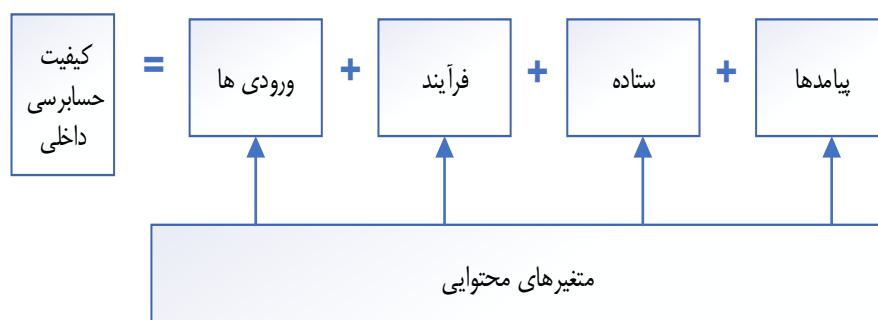 کیفیت
حسابرسی
داخلی
=
ورودی ها
+
فرآیند
+
ستاده
+
پیامدها
متغیرهای محتوایی